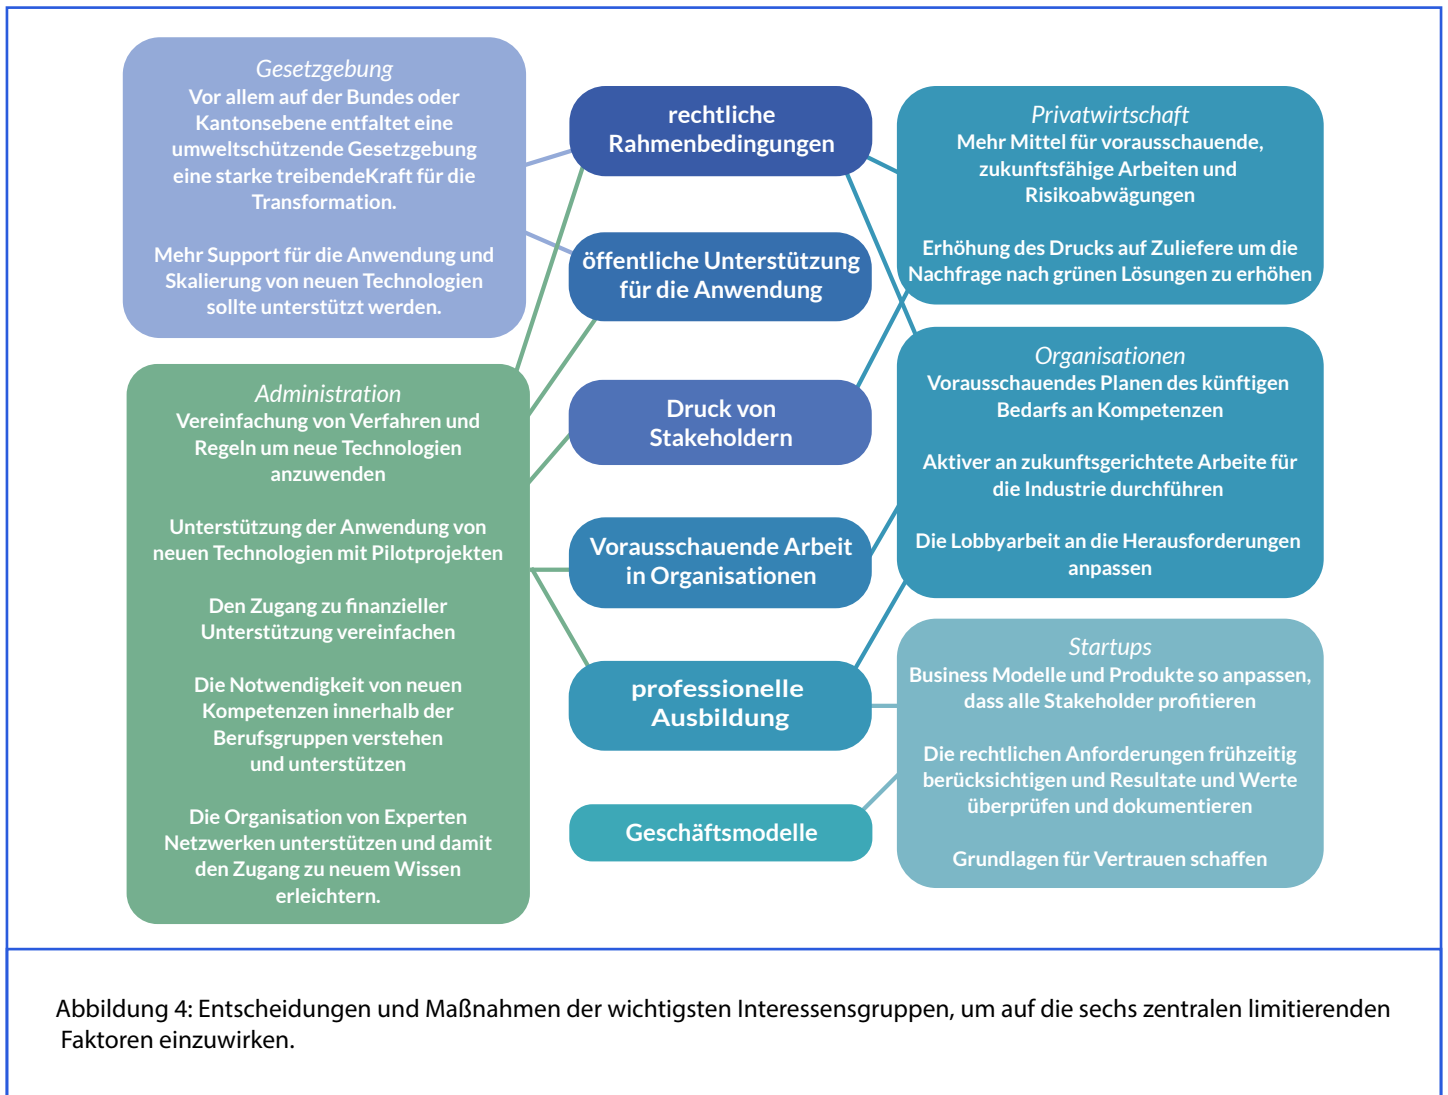 Gesetzgebung
Vor allem auf der Bundes oder
Kantonsebene entfaltet eine
umweltschützende Gesetzgebung
eine starke treibendeKraft für die
Transformation.
Mehr Support für die Anwendung und
Skalierung von neuen Technologien
sollte unterstützt werden.
Administration
Vereinfachung von Verfahren und
Regeln um neue Technologien
anzuwenden
Unterstützung der Anwendung von
neuen Technologien mit Pilotprojekten
Den Zugang zu finanzieller
Unterstützung vereinfachen
Die Notwendigkeit von neuen
Kompetenzen innerhalb der
Berufsgruppen verstehen
und unterstützen
Die Organisation von Experten
Netzwerken unterstützen und damit
den Zugang zu neuem Wissen
erleichtern.
rechtliche
Rahmenbedingungen
öffentliche Unterstützung
für die Anwendung
Druck von
Stakeholdern
Vorausschauende Arbeit
in Organisationen
professionelle
Ausbildung
Geschäftsmodelle
Privatwirtschaft
Mehr Mittel für vorausschauende,
zukunftsfähige Arbeiten und
Risikoabwägungen
Erhöhung des Drucks auf Zuliefere um die
Nachfrage nach grünen Lösungen zu erhöhen
Organisationen
Vorausschauendes Planen des künftigen
Bedarfs an Kompetenzen
Aktiver an zukunftsgerichtete Arbeite für
die Industrie durchführen
Die Lobbyarbeit an die Herausforderungen
anpassen
Startups
Business Modelle und Produkte so anpassen,
dass alle Stakeholder profitieren
Die rechtlichen Anforderungen frühzeitig
berücksichtigen und Resultate und Werte
überprüfen und dokumentieren
Grundlagen für Vertrauen schaffen
Abbildung 4: Entscheidungen und Maßnahmen der wichtigsten Interessensgruppen, um auf die sechs zentralen limitierenden
Faktoren einzuwirken.